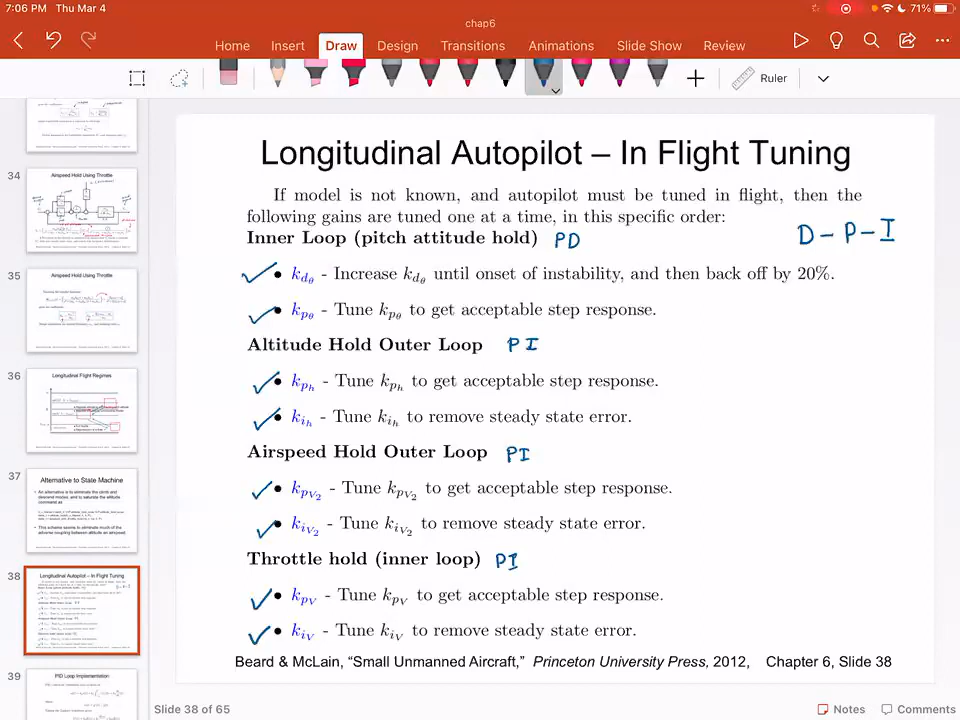 7:06 PM Thu Mar 4
71%
chap6
Home Insert Draw Design Transitions Animations Slide Show Review
Ruler
34
Airspeed Hold Using Throttle
35
Airspeed Hold Using Throttle
36
Longitudinal Flight Regimes
37
Alternative to State Machine
38
Longitudinal Autopilot – In Flight Tuning
39
PID Loop Implementation
Longitudinal Autopilot – In Flight Tuning
If model is not known, and autopilot must be tuned in flight, then the
following gains are tuned one at a time, in this specific order:
D - P - I
Inner Loop (pitch attitude hold) PD
✓ • k_{d_θ} - Increase k_{d_θ} until onset of instability, and then back off by 20%.
✓ • k_{p_θ} - Tune k_{p_θ} to get acceptable step response.
Altitude Hold Outer Loop PI
✓ • k_{p_h} - Tune k_{p_h} to get acceptable step response.
✓ • k_{i_h} - Tune k_{i_h} to remove steady state error.
Airspeed Hold Outer Loop PI
✓ • k_{p_{V_2}} - Tune k_{p_{V_2}} to get acceptable step response.
✓ • k_{i_{V_2}} - Tune k_{i_{V_2}} to remove steady state error.
Throttle hold (inner loop) PI
✓ • k_{p_V} - Tune k_{p_V} to get acceptable step response.
✓ • k_{i_V} - Tune k_{i_V} to remove steady state error.
Beard & McLain, “Small Unmanned Aircraft,” Princeton University Press, 2012, Chapter 6, Slide 38
Slide 38 of 65
Notes Comments